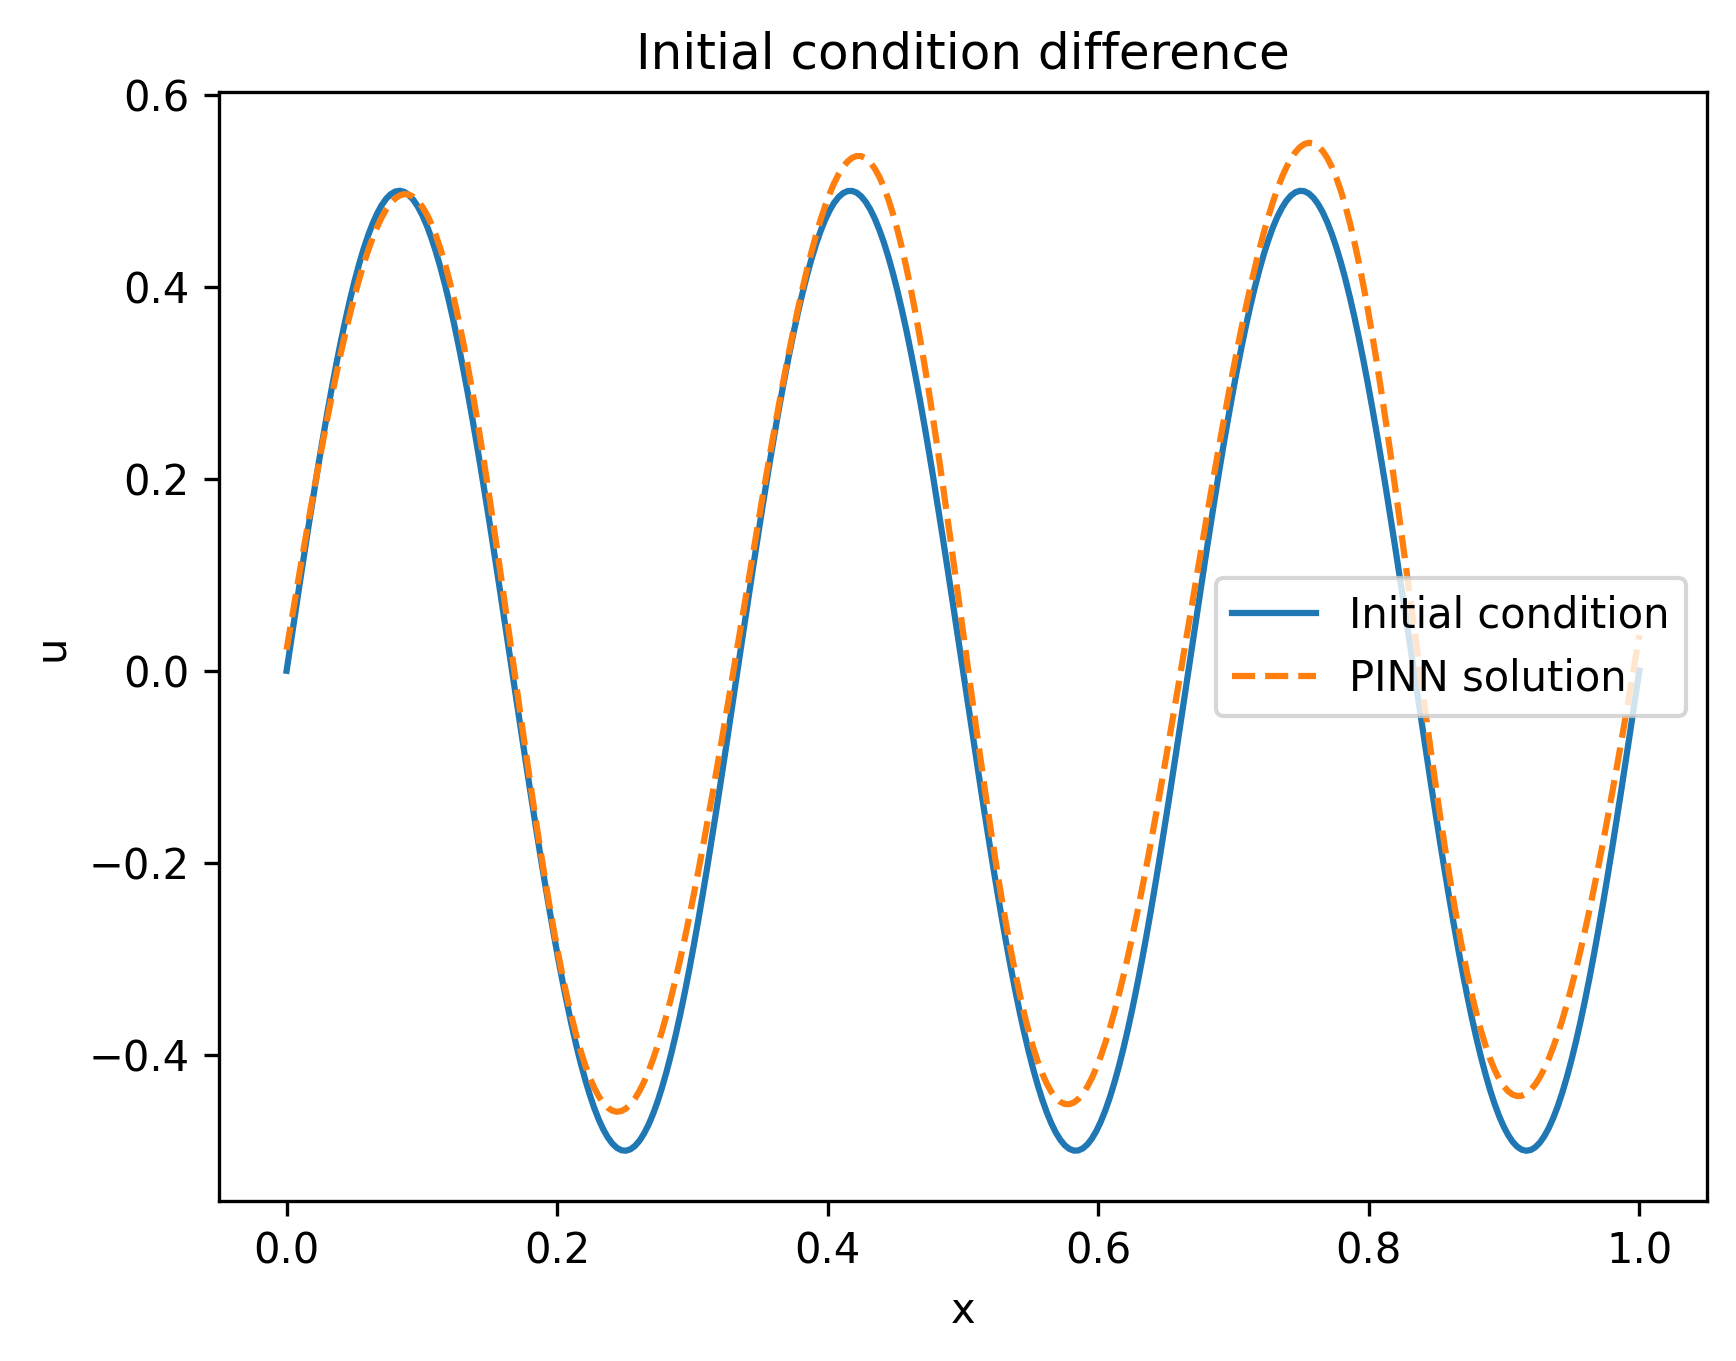 Initial condition difference
0.6
0.4
0.2
0.0
−0.2
−0.4
u
Initial condition
PINN solution
0.0 0.2 0.4 0.6 0.8 1.0
x